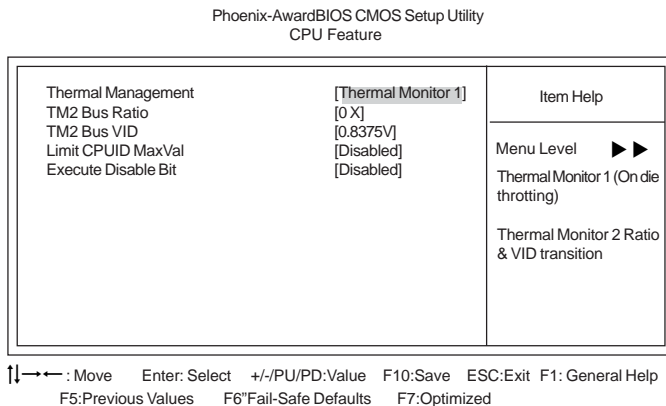 Phoenix-AwardBIOS CMOS Setup Utility
CPU Feature
Thermal Management [Thermal Monitor 1]
TM2 Bus Ratio [0 X]
TM2 Bus VID [0.8375V]
Limit CPUID MaxVal [Disabled]
Execute Disable Bit [Disabled]
Item Help
Menu Level ▶▶
Thermal Monitor 1 (On die
throtting)
Thermal Monitor 2 Ratio
& VID transition
↑↓→← : Move Enter: Select +/-/PU/PD:Value F10:Save ESC:Exit F1: General Help
F5:Previous Values F6"Fail-Safe Defaults F7:Optimized